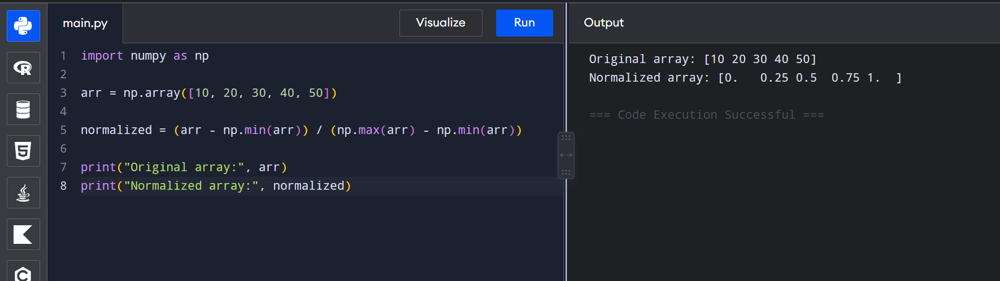 main.py
Visualize
Run
Output
1 import numpy as np
2
3 arr = np.array([10, 20, 30, 40, 50])
4
5 normalized = (arr - np.min(arr)) / (np.max(arr) - np.min(arr))
6
7 print("Original array:", arr)
8 print("Normalized array:", normalized)
Original array: [10 20 30 40 50]
Normalized array: [0.   0.25 0.5  0.75 1.  ]
=== Code Execution Successful ===